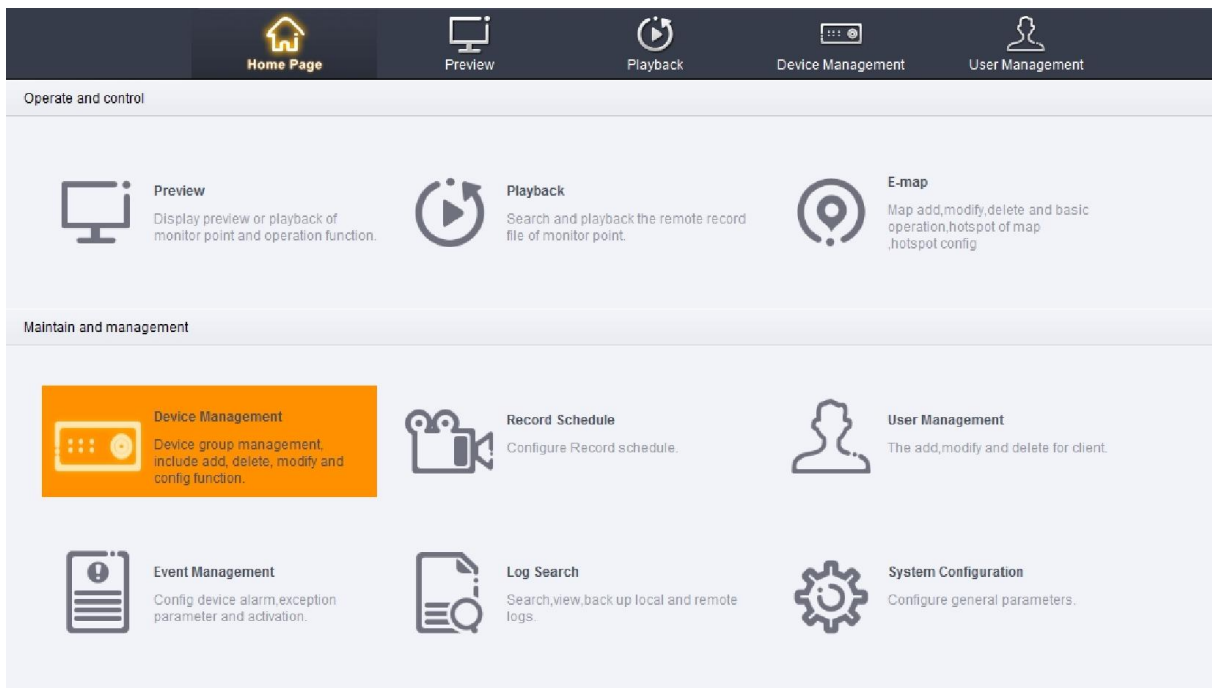 Home Page
Preview
Playback
Device Management
User Management
Operate and control
Preview
Display preview or playback of
monitor point and operation function.
Playback
Search and playback the remote record
file of monitor point.
E-map
Map add,modify,delete and basic
operation,hotspot of map
,hotspot config
Maintain and management
Device Management
Device group management,
include add, delete, modify and
config function.
Record Schedule
Configure Record schedule.
User Management
The add,modify and delete for client.
Event Management
Config device alarm,exception
parameter and activation.
Log Search
Search,view,back up local and remote
logs.
System Configuration
Configure general parameters.